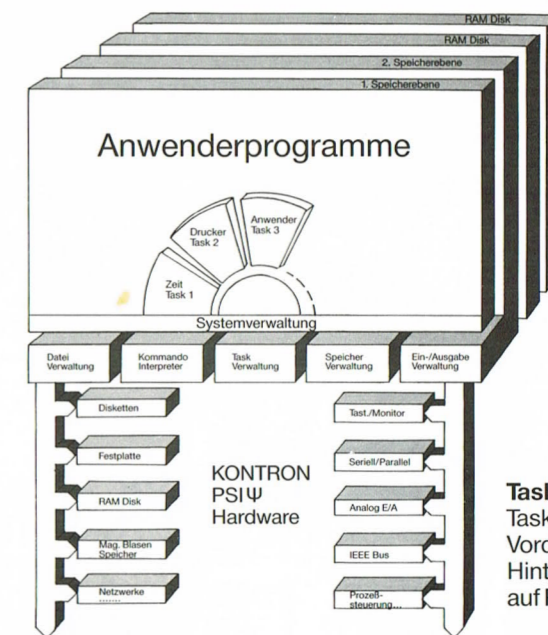 RAM Disk
RAM Disk
2. Speicherebene
1. Speicherebene
Anwenderprogramme
Anwender
Task 3
Drucker
Task 2
Zeit
Task 1
Systemverwaltung
Datei
Verwaltung
Kommando
Interpreter
Task
Verwaltung
Speicher
Verwaltung
Ein-/Ausgabe
Verwaltung
Disketten
Festplatte
RAM Disk
Mag. Blasen
Speicher
Netzwerke
.......
KONTRON
PSIΨ
Hardware
Tast./Monitor
Seriell/Parallel
Analog E/A
IEEE Bus
Prozeß-
steuerung...
Task
Task
auf